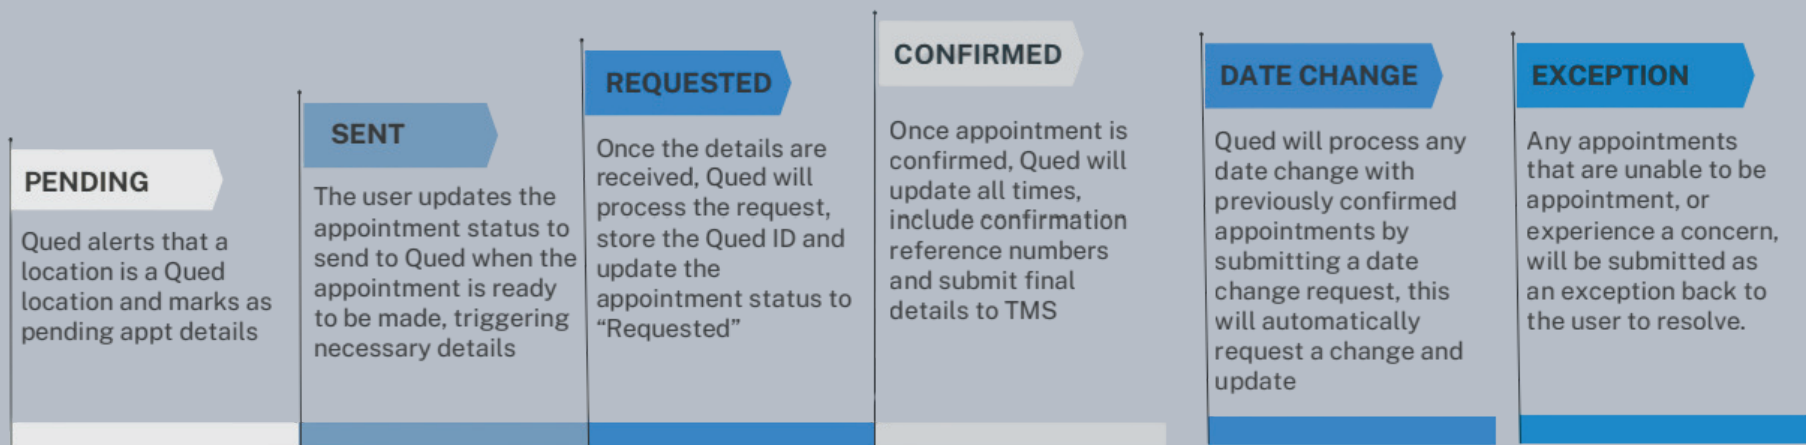 PENDING
Qued alerts that a
location is a Qued
location and marks as
pending appt details
SENT
The user updates the
appointment status to
send to Qued when the
appointment is ready
to be made, triggering
necessary details
REQUESTED
Once the details are
received, Qued will
process the request,
store the Qued ID and
update the
appointment status to
“Requested”
CONFIRMED
Once appointment is
confirmed, Qued will
update all times,
include confirmation
reference numbers
and submit final
details to TMS
DATE CHANGE
Qued will process any
date change with
previously confirmed
appointments by
submitting a date
change request, this
will automatically
request a change and
update
EXCEPTION
Any appointments
that are unable to be
appointment, or
experience a concern,
will be submitted as
an exception back to
the user to resolve.